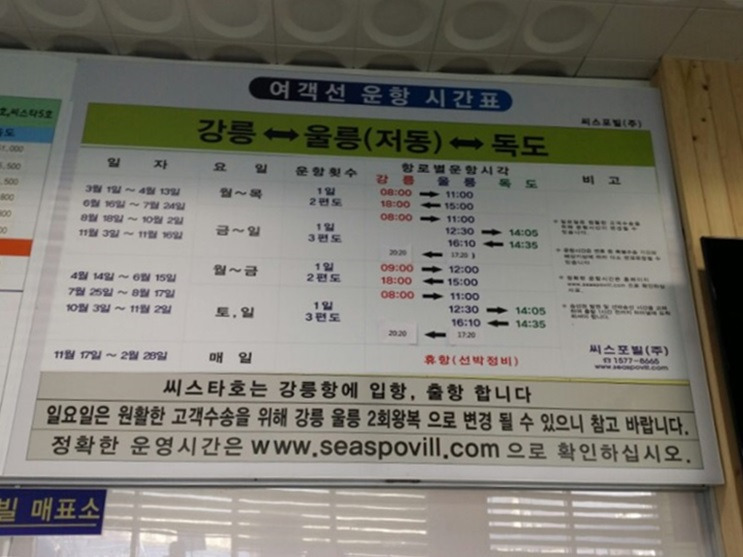 여객선 운항 시간표
씨스포빌(주)
강릉 ↔ 울릉(저동) ↔ 독도
일 자 요 일 운항횟수 항로별운항시각 비 고
강 릉 울 릉 독 도
3월 1일 ~ 4월 13일
6월 16일 ~ 7월 24일
8월 18일 ~ 10월 2일
11월 3일 ~ 11월 16일
월 ~ 목 1일 2편도
08:00 → 11:00
18:00 ← 15:00
금 ~ 일 1일 3편도
08:00 → 11:00
12:30 → 14:05
16:10 ← 14:35
20:20 ← 17:20
4월 14일 ~ 6월 15일
7월 25일 ~ 8월 17일
10월 3일 ~ 11월 2일
월 ~ 금 1일 2편도
09:00 → 12:00
18:00 ← 15:00
토, 일 1일 3편도
08:00 → 11:00
12:30 → 14:05
16:10 ← 14:35
20:20 ← 17:20
11월 17일 ~ 2월 28일 매 일 휴항(선박정비)
씨스포빌(주)
1577-8665
www.seaspovill.com
씨스타호는 강릉항에 입항, 출항 합니다
일요일은 원활한 고객수송을 위해 강릉 울릉 2회왕복 으로 변경 될 수 있으니 참고 바랍니다.
정확한 운영시간은 www.seaspovill.com 으로 확인하십시오.
빌 매표소